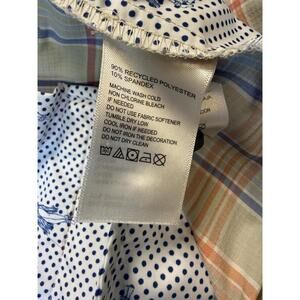 90% RECYCLED POLYESTER
10% SPANDEX
MACHINE WASH COLD
NON CHLORINE BLEACH
IF NEEDED
DO NOT USE FABRIC SOFTENER
TUMBLE DRY LOW
COOL IRON IF NEEDED
DO NOT IRON THE DECORATION
DO NOT DRY CLEAN